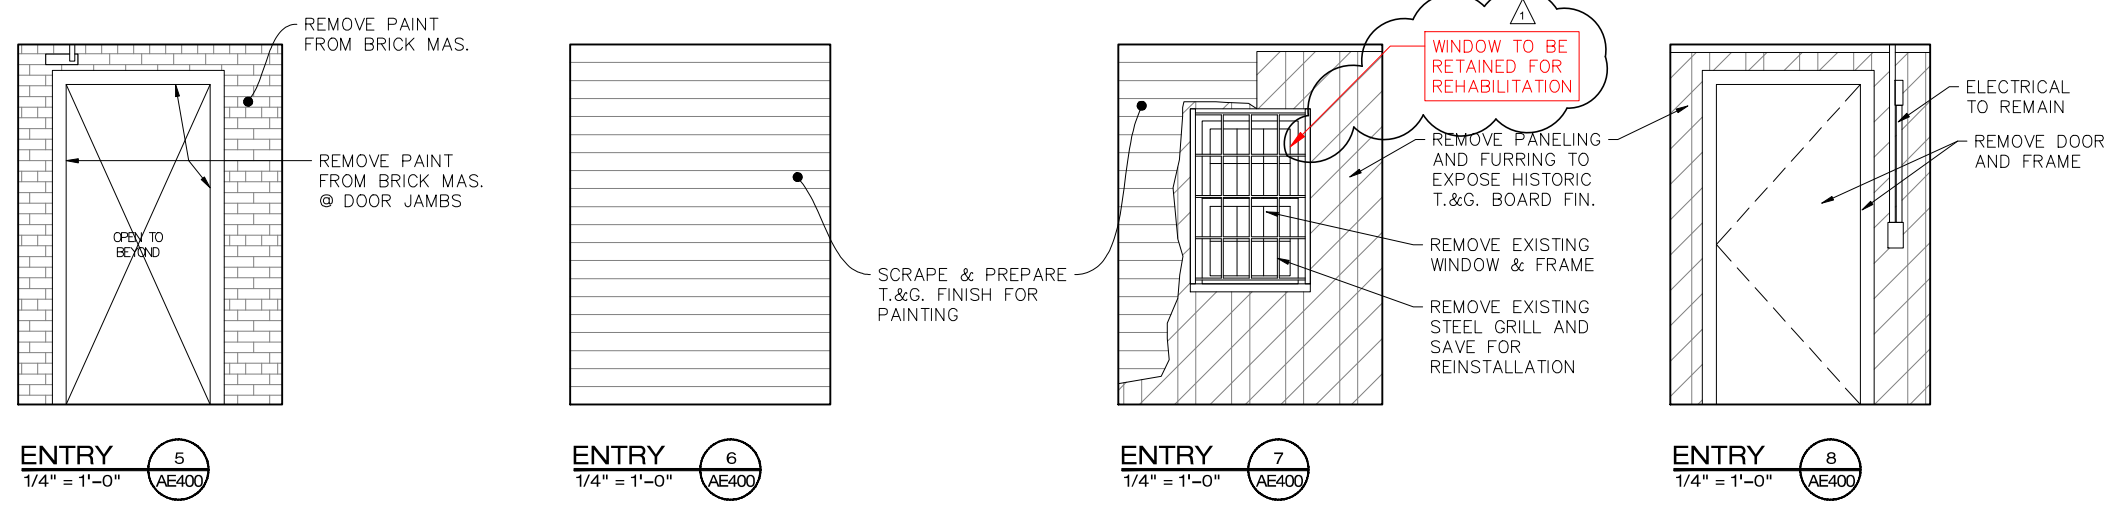 REMOVE PAINT
FROM BRICK MAS.
REMOVE PAINT
FROM BRICK MAS.
@ DOOR JAMBS
OPEN TO
BEYOND
ENTRY
1/4" = 1'-0"
5
AE400
SCRAPE & PREPARE
T.&G. FINISH FOR
PAINTING
ENTRY
1/4" = 1'-0"
6
AE400
1
WINDOW TO BE
RETAINED FOR
REHABILITATION
REMOVE PANELING
AND FURRING TO
EXPOSE HISTORIC
T.&G. BOARD FIN.
REMOVE EXISTING
WINDOW & FRAME
REMOVE EXISTING
STEEL GRILL AND
SAVE FOR
REINSTALLATION
ENTRY
1/4" = 1'-0"
7
AE400
ELECTRICAL
TO REMAIN
REMOVE DOOR
AND FRAME
ENTRY
1/4" = 1'-0"
8
AE400